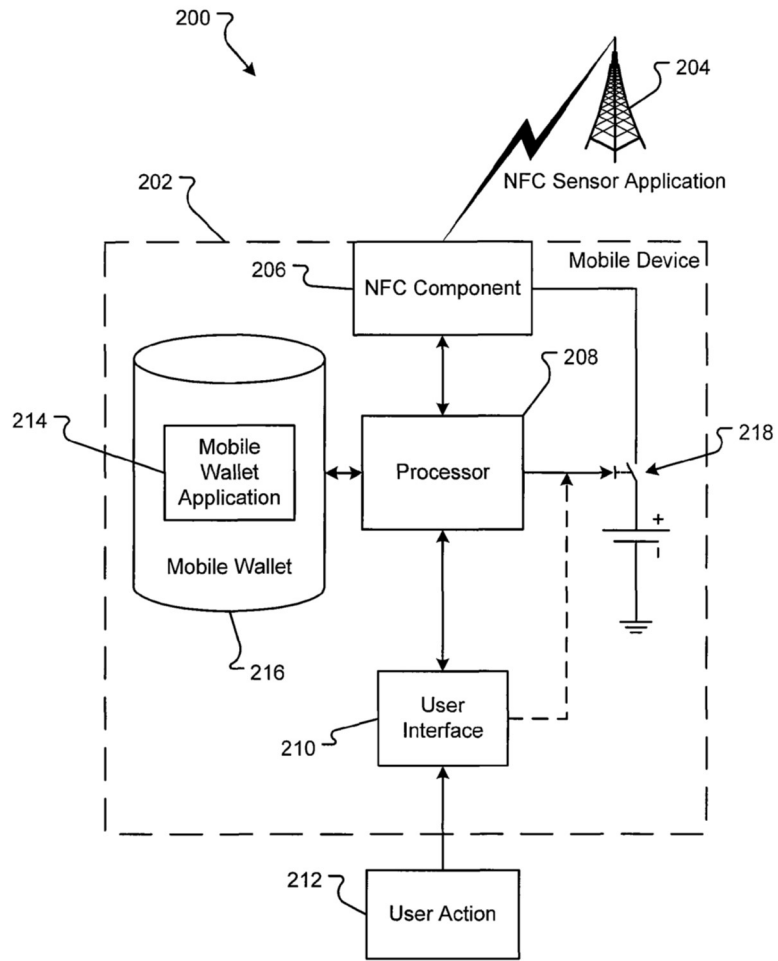 200
204
NFC Sensor Application
202
Mobile Device
206
NFC Component
208
214
Mobile
Wallet
Application
Processor
218
+
-
Mobile Wallet
216
User
Interface
210
212
User Action